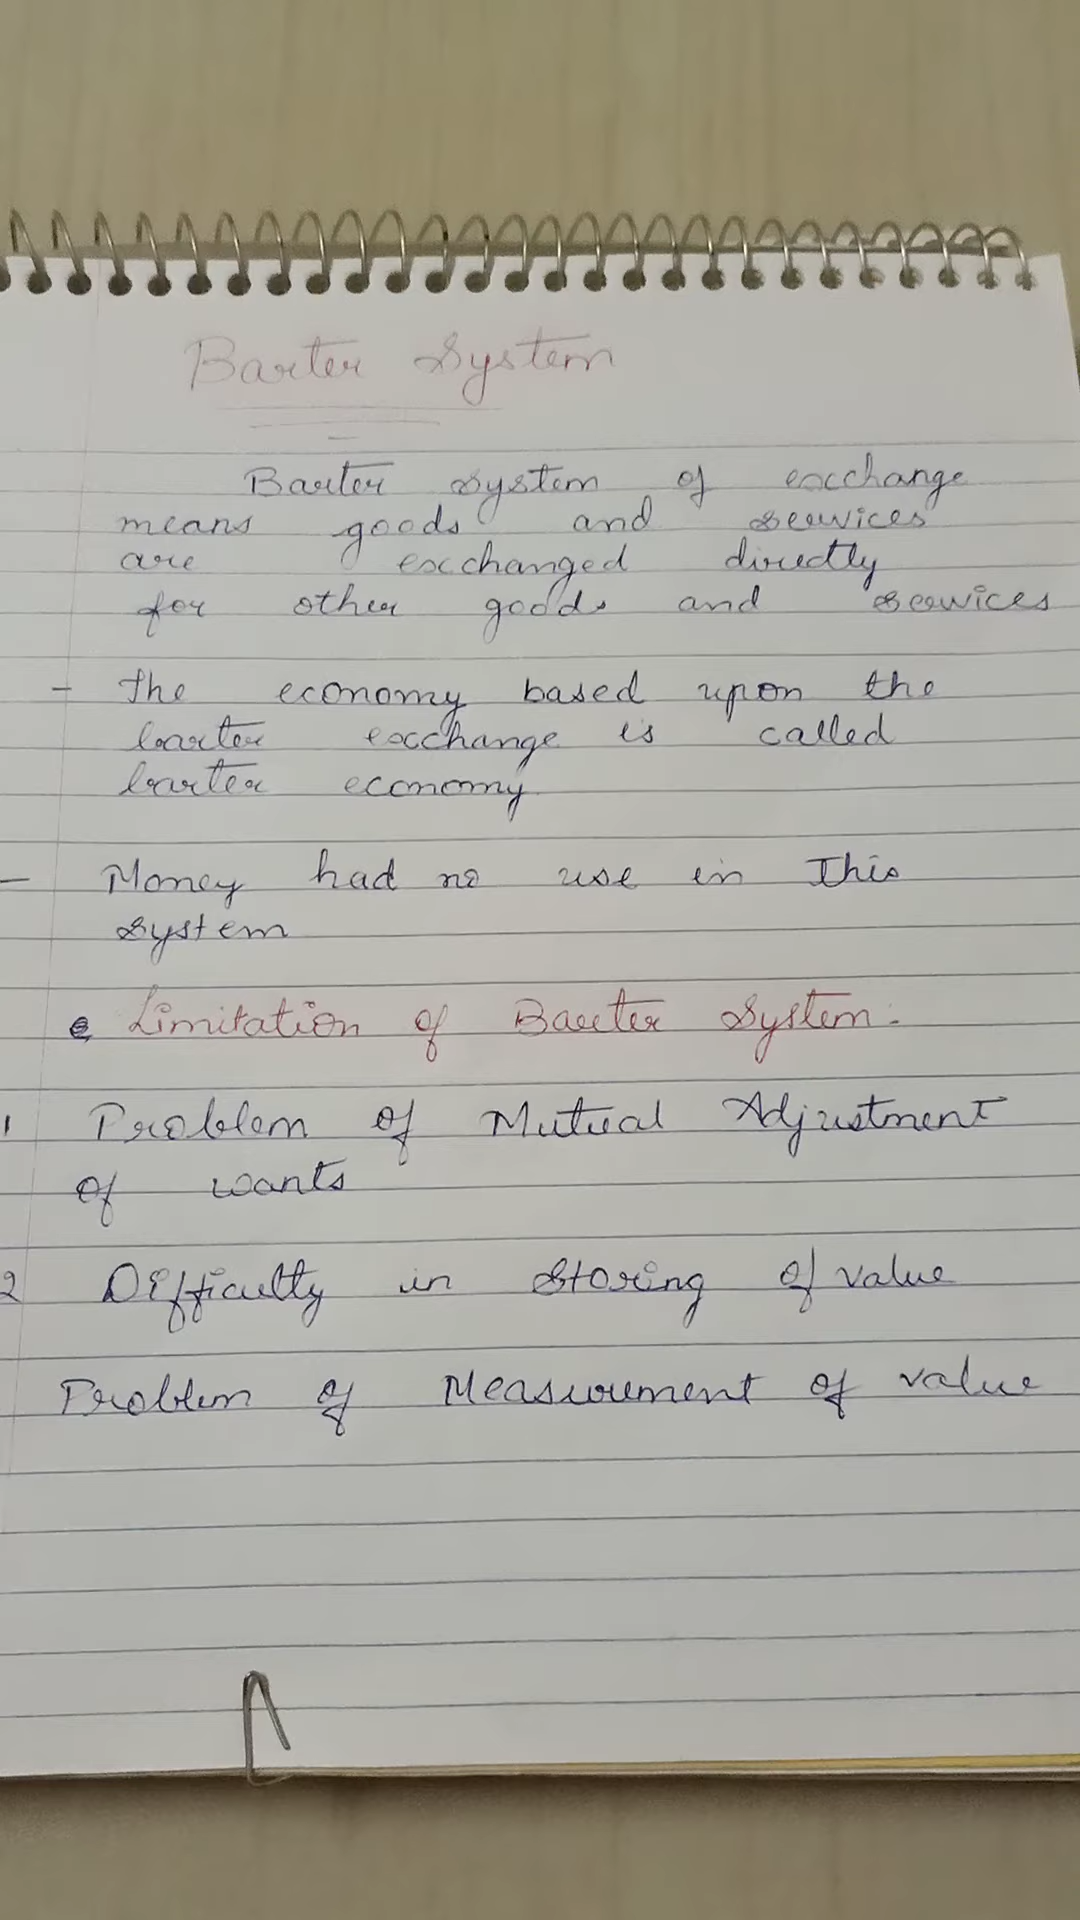 Barter System
Barter system of exchange
means goods and services
are exchanged directly
for other goods and services
- The economy based upon the
barter exchange is called
barter economy
- Money had no use in This
System
Limitation of Barter System.
1 Problem of Mutual Adjustment
of wants
2 Difficulty in Storing of value
Problem of Measurement of value